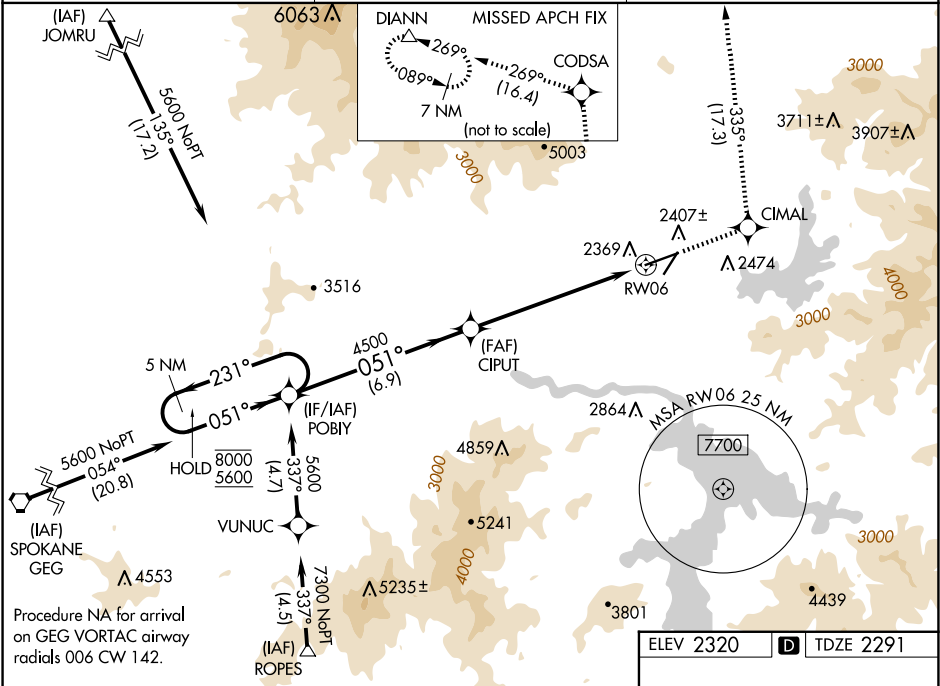 (IAF)
JOMRU
6063
5600 NoPT
135°
(17.2)
DIANN
MISSED APCH FIX
269°
089°
7 NM
269°
(16.4)
CODSA
(not to scale)
5003
3000
335°
(17.3)
3000
3711±
3907±
2407±
CIMAL
2369
2474
RW06
4000
3000
3516
4500
051°
(6.9)
(FAF)
CIPUT
5 NM
231°
051°
(IF/IAF)
POBIY
HOLD
8000
5600
5600 NoPT
054°
(20.8)
(IAF)
SPOKANE
GEG
5600
337°
(4.7)
VUNUC
7300 NoPT
337°
(4.5)
(IAF)
ROPES
2864
4859
3000
5241
4000
5235±
4553
MSA RW06 25 NM
7700
3000
3801
4439
Procedure NA for arrival
on GEG VORTAC airway
radials 006 CW 142.
ELEV 2320
D
TDZE 2291